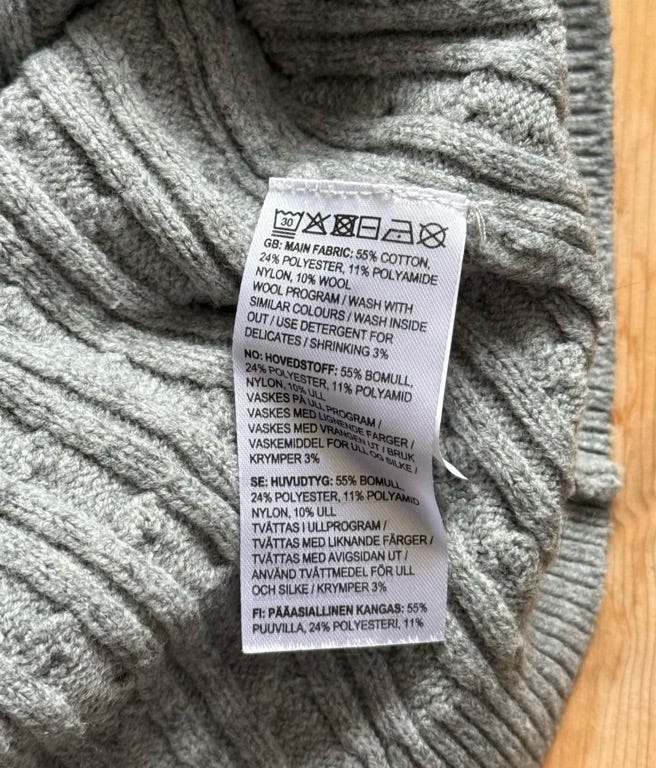 30
GB: MAIN FABRIC: 55% COTTON,
24% POLYESTER, 11% POLYAMIDE
NYLON, 10% WOOL
WOOL PROGRAM / WASH WITH
SIMILAR COLOURS / WASH INSIDE
OUT / USE DETERGENT FOR
DELICATES / SHRINKING 3%
NO: HOVEDSTOFF: 55% BOMULL,
24% POLYESTER, 11% POLYAMID
NYLON, 10% ULL
VASKES PÅ ULL PROGRAM /
VASKES MED LIGNENDE FARGER /
VASKES MED VRANGEN UT / BRUK
VASKEMIDDEL FOR ULL OG SILKE /
KRYMPER 3%
SE: HUVUDTYG: 55% BOMULL,
24% POLYESTER, 11% POLYAMID
NYLON, 10% ULL
TVÄTTAS I ULLPROGRAM /
TVÄTTAS MED LIKNANDE FÄRGER /
TVÄTTAS MED AVIGSIDAN UT /
ANVÄND TVÄTTMEDEL FÖR ULL
OCH SILKE / KRYMPER 3%
FI: PÄÄASIALLINEN KANGAS: 55%
PUUVILLA, 24% POLYESTERI, 11%